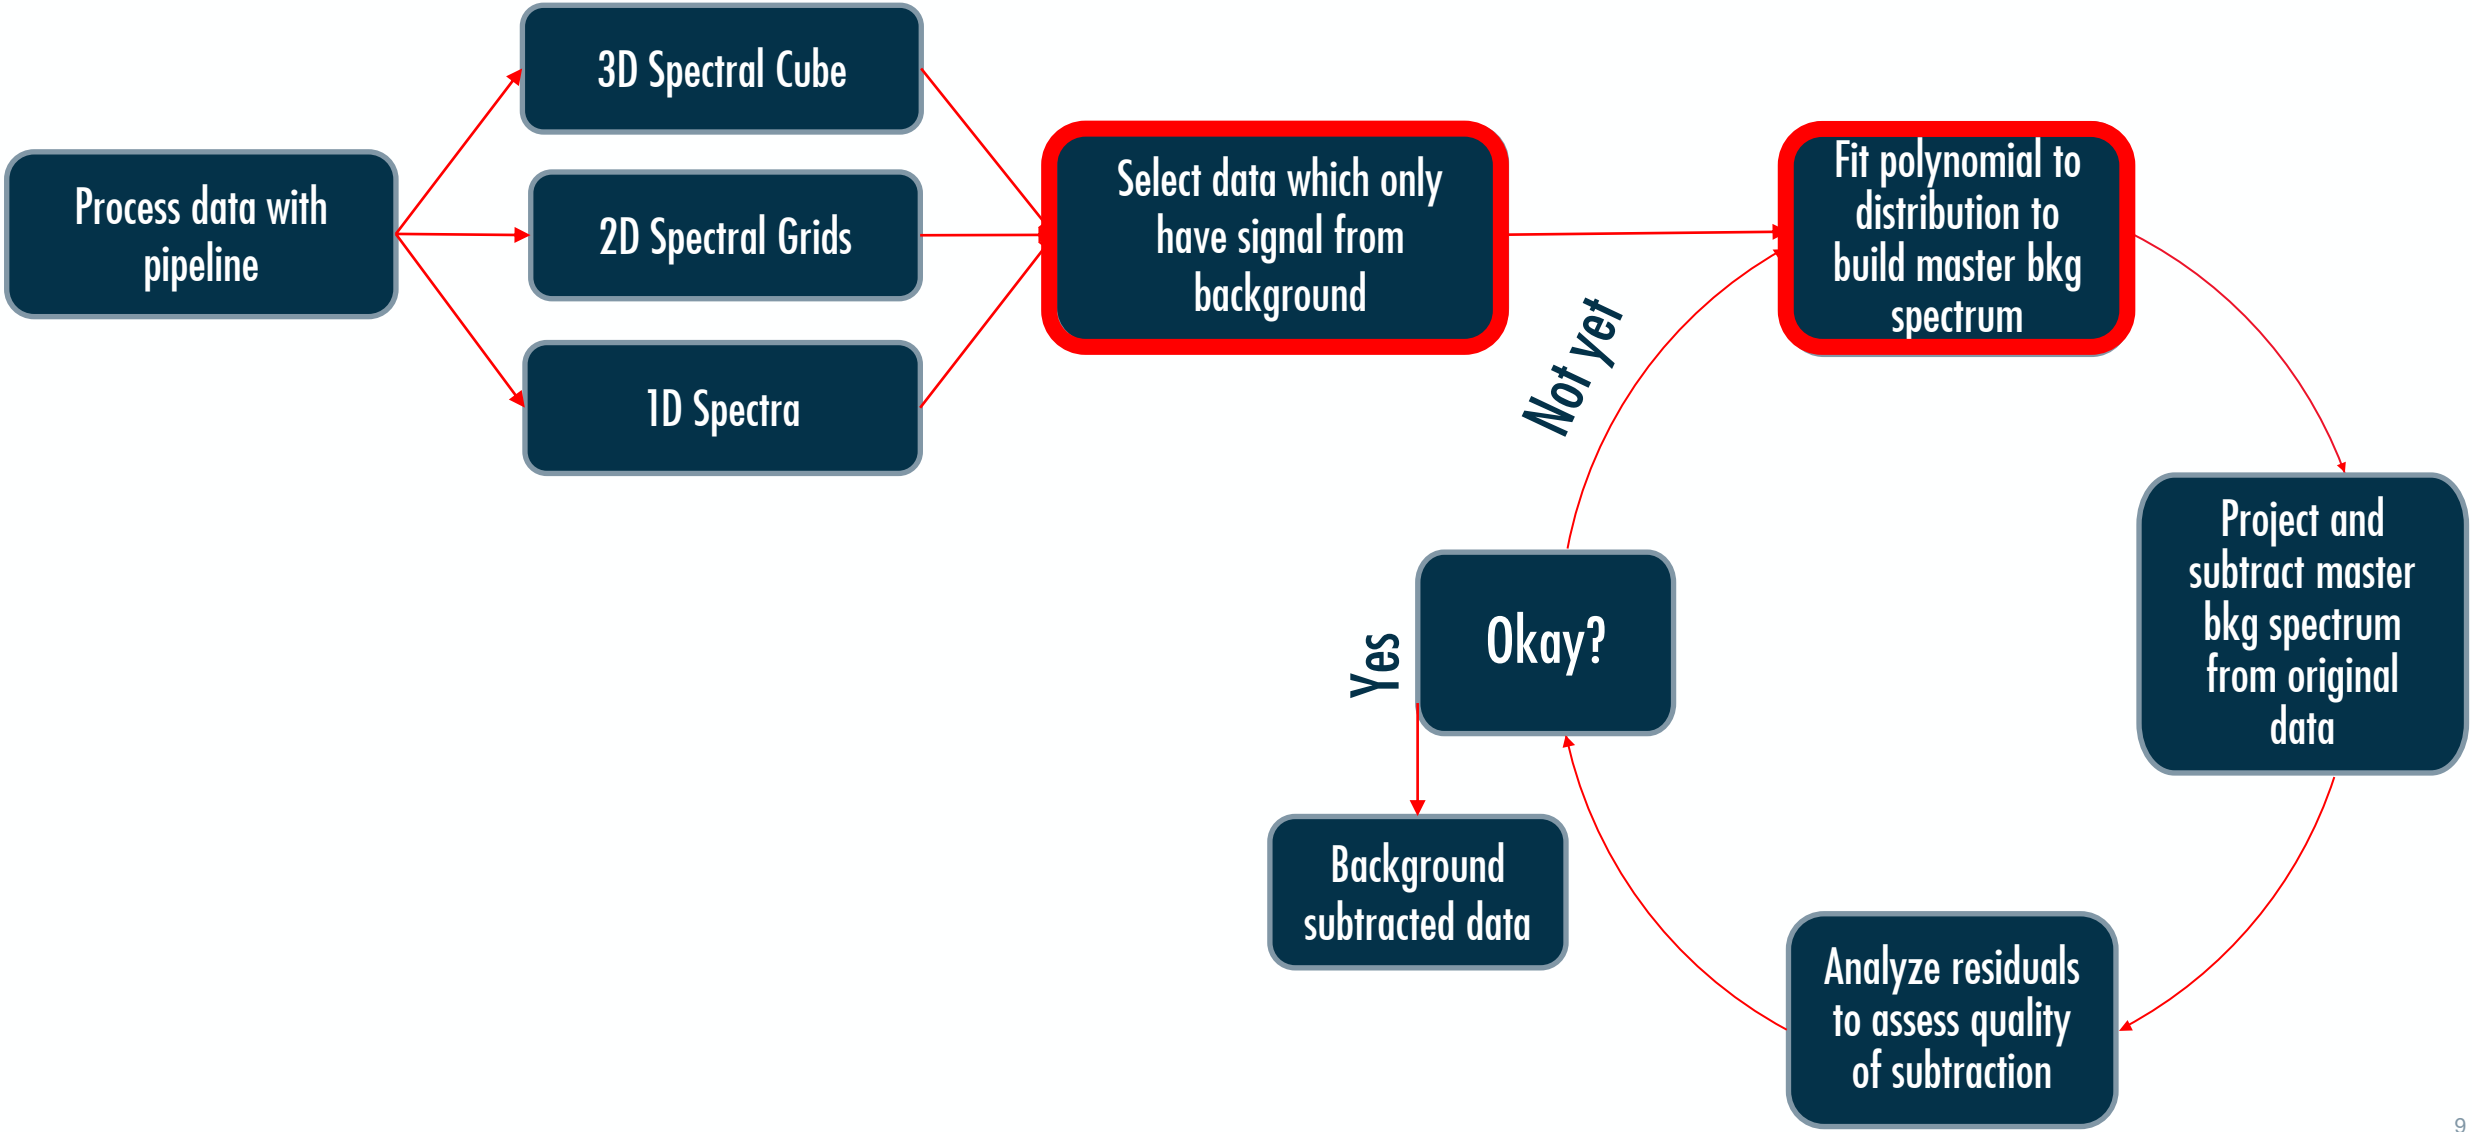 Process data with
pipeline
3D Spectral Cube
2D Spectral Grids
1D Spectra
Select data which only
have signal from
background
Fit polynomial to
distribution to
build master bkg
spectrum
Project and
subtract master
bkg spectrum
from original
data
Analyze residuals
to assess quality
of subtraction
Okay?
Not yet
Yes
Background
subtracted data
9